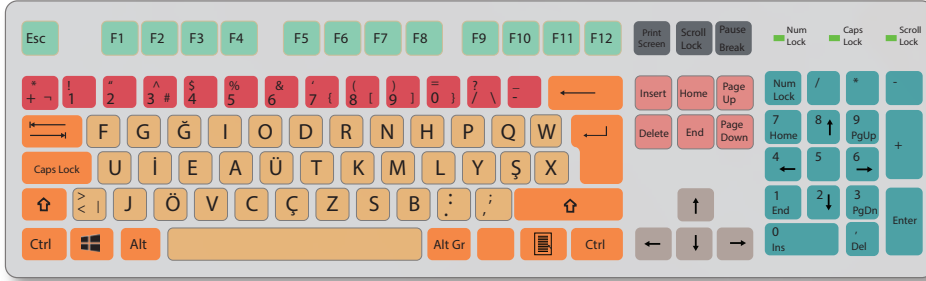 Esc F1 F2 F3 F4 F5 F6 F7 F8 F9 F10 F11 F12 Print Screen Scroll Lock Pause Break Num Lock Caps Lock Scroll Lock
* + ¬ ! 1 " 2 ^ 3 # $ 4 % 5 & 6 ' 7 { ( 8 [ ) 9 ] = 0 } ? / \ _ - Insert Home Page Up Num Lock / * -
F G Ğ I O D R N H P Q W Delete End Page Down 7 Home 8 9 PgUp +
Caps Lock U İ E A Ü T K M L Y Ş X 4 5 6
> < | J Ö V C Ç Z S B : . ; , 1 End 2 3 PgDn Enter
Ctrl Alt Alt Gr Ctrl 0 Ins , Del